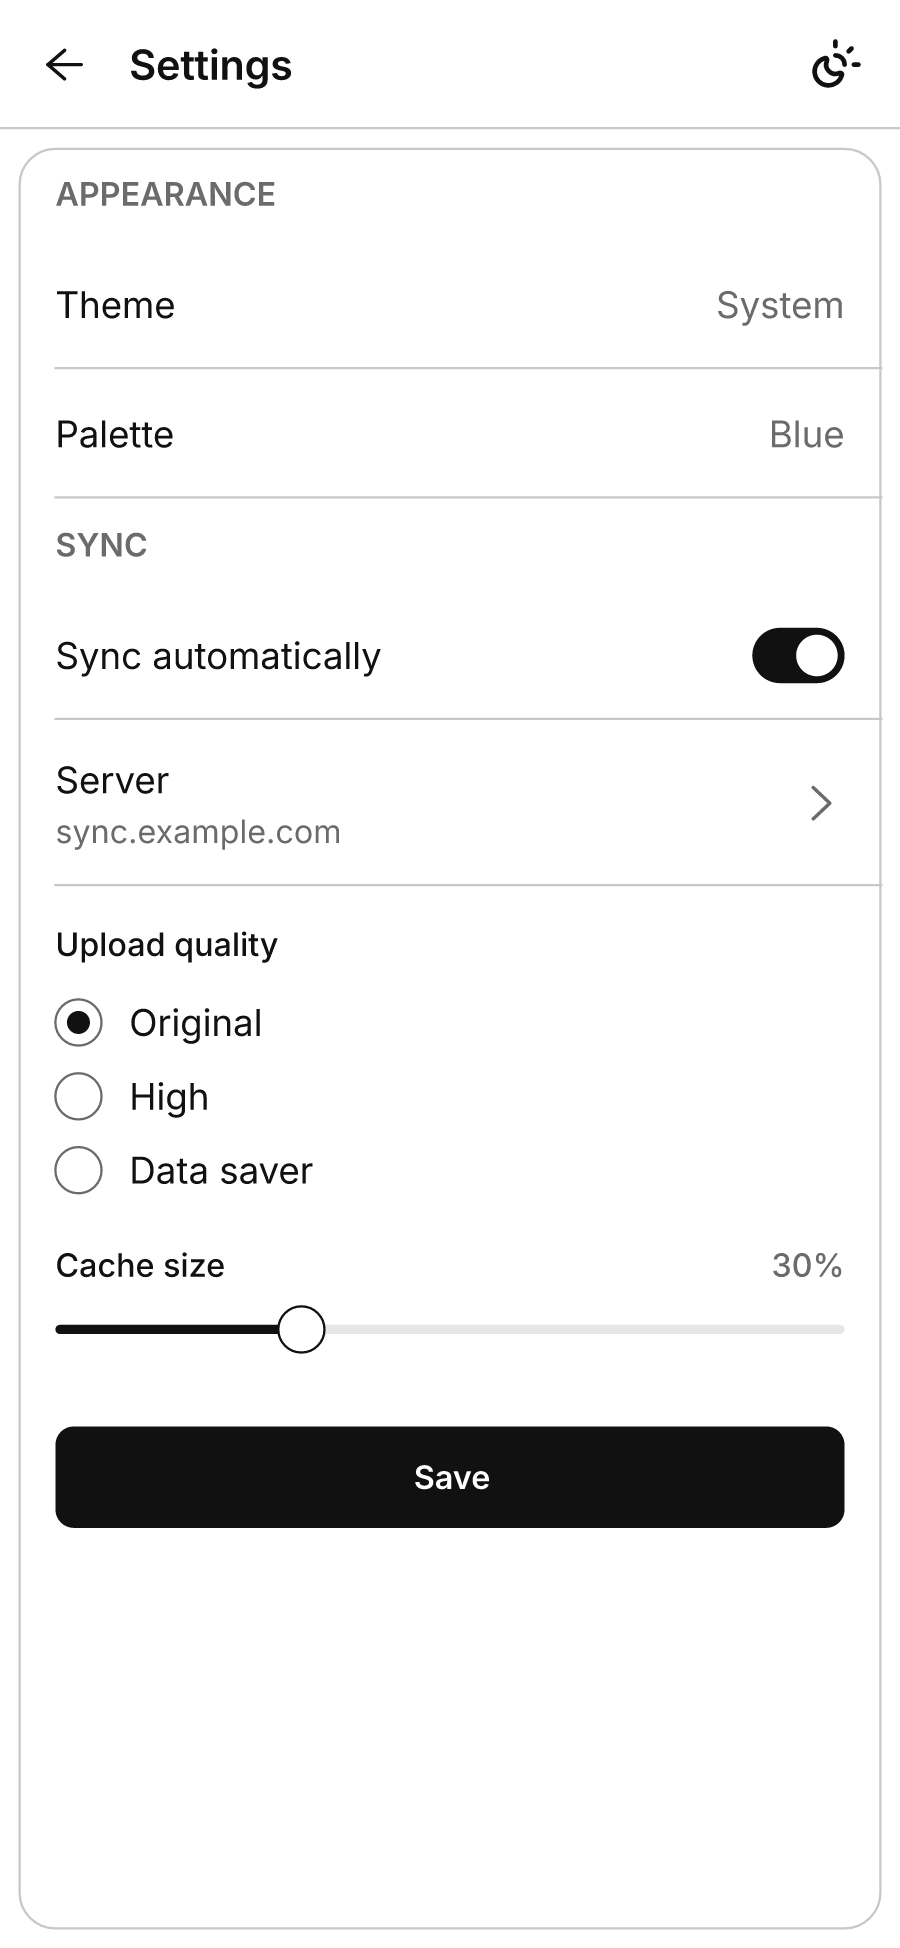 Settings
APPEARANCE
Theme System
Palette Blue
SYNC
Sync automatically
Server
sync.example.com
Upload quality
Original
High
Data saver
Cache size 30%
Save